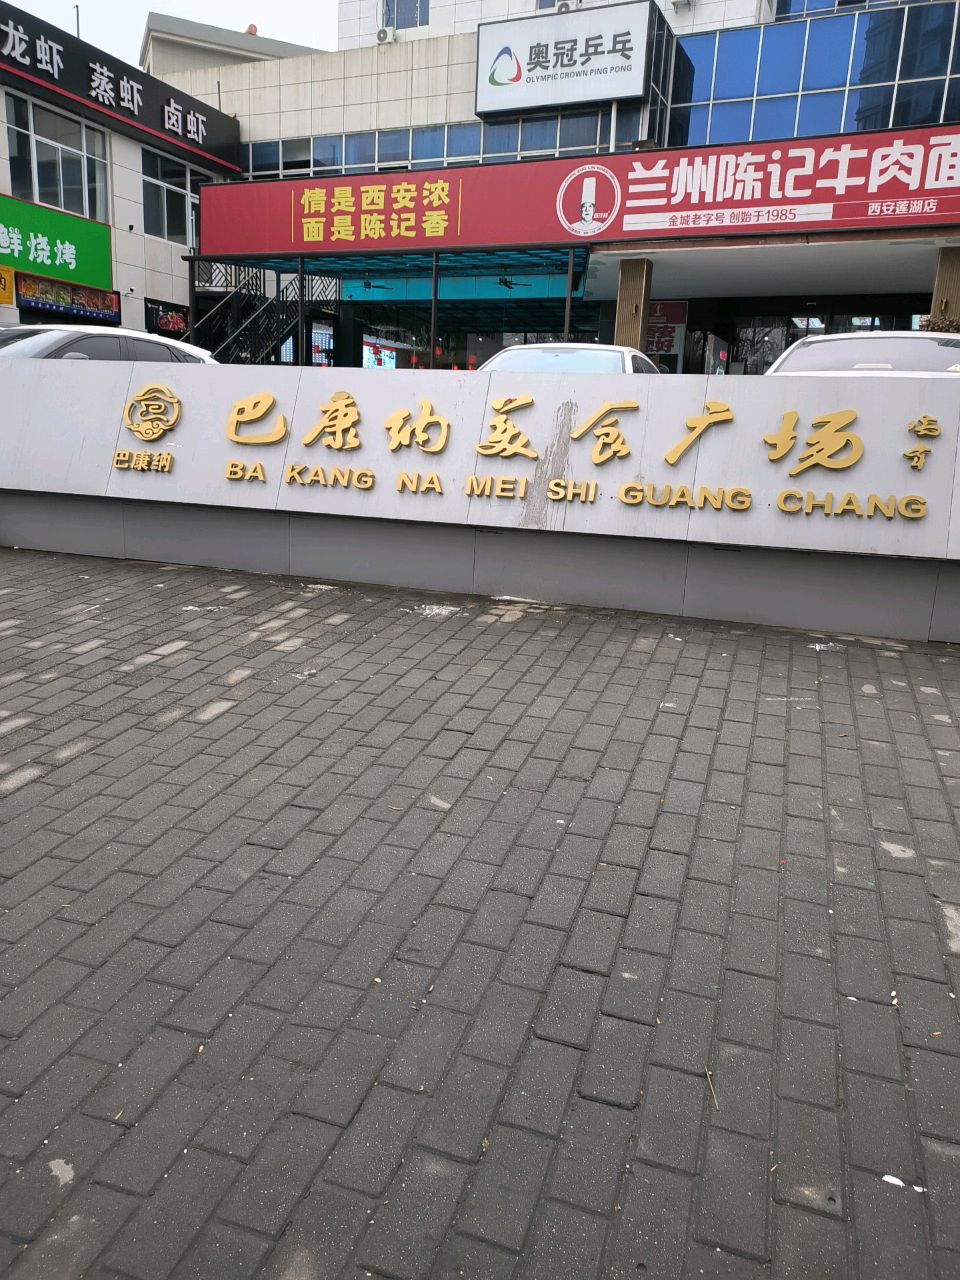 龙虾 蒸虾 卤虾
奥冠乒乓
OLYMPIC CROWN PING PONG
情是西安浓
面是陈记香
兰州陈记牛肉面
金城老字号 创始于1985
西安莲湖店
鲜烧烤
巴康纳美食广场
巴康纳
BA KANG NA MEI SHI GUANG CHANG